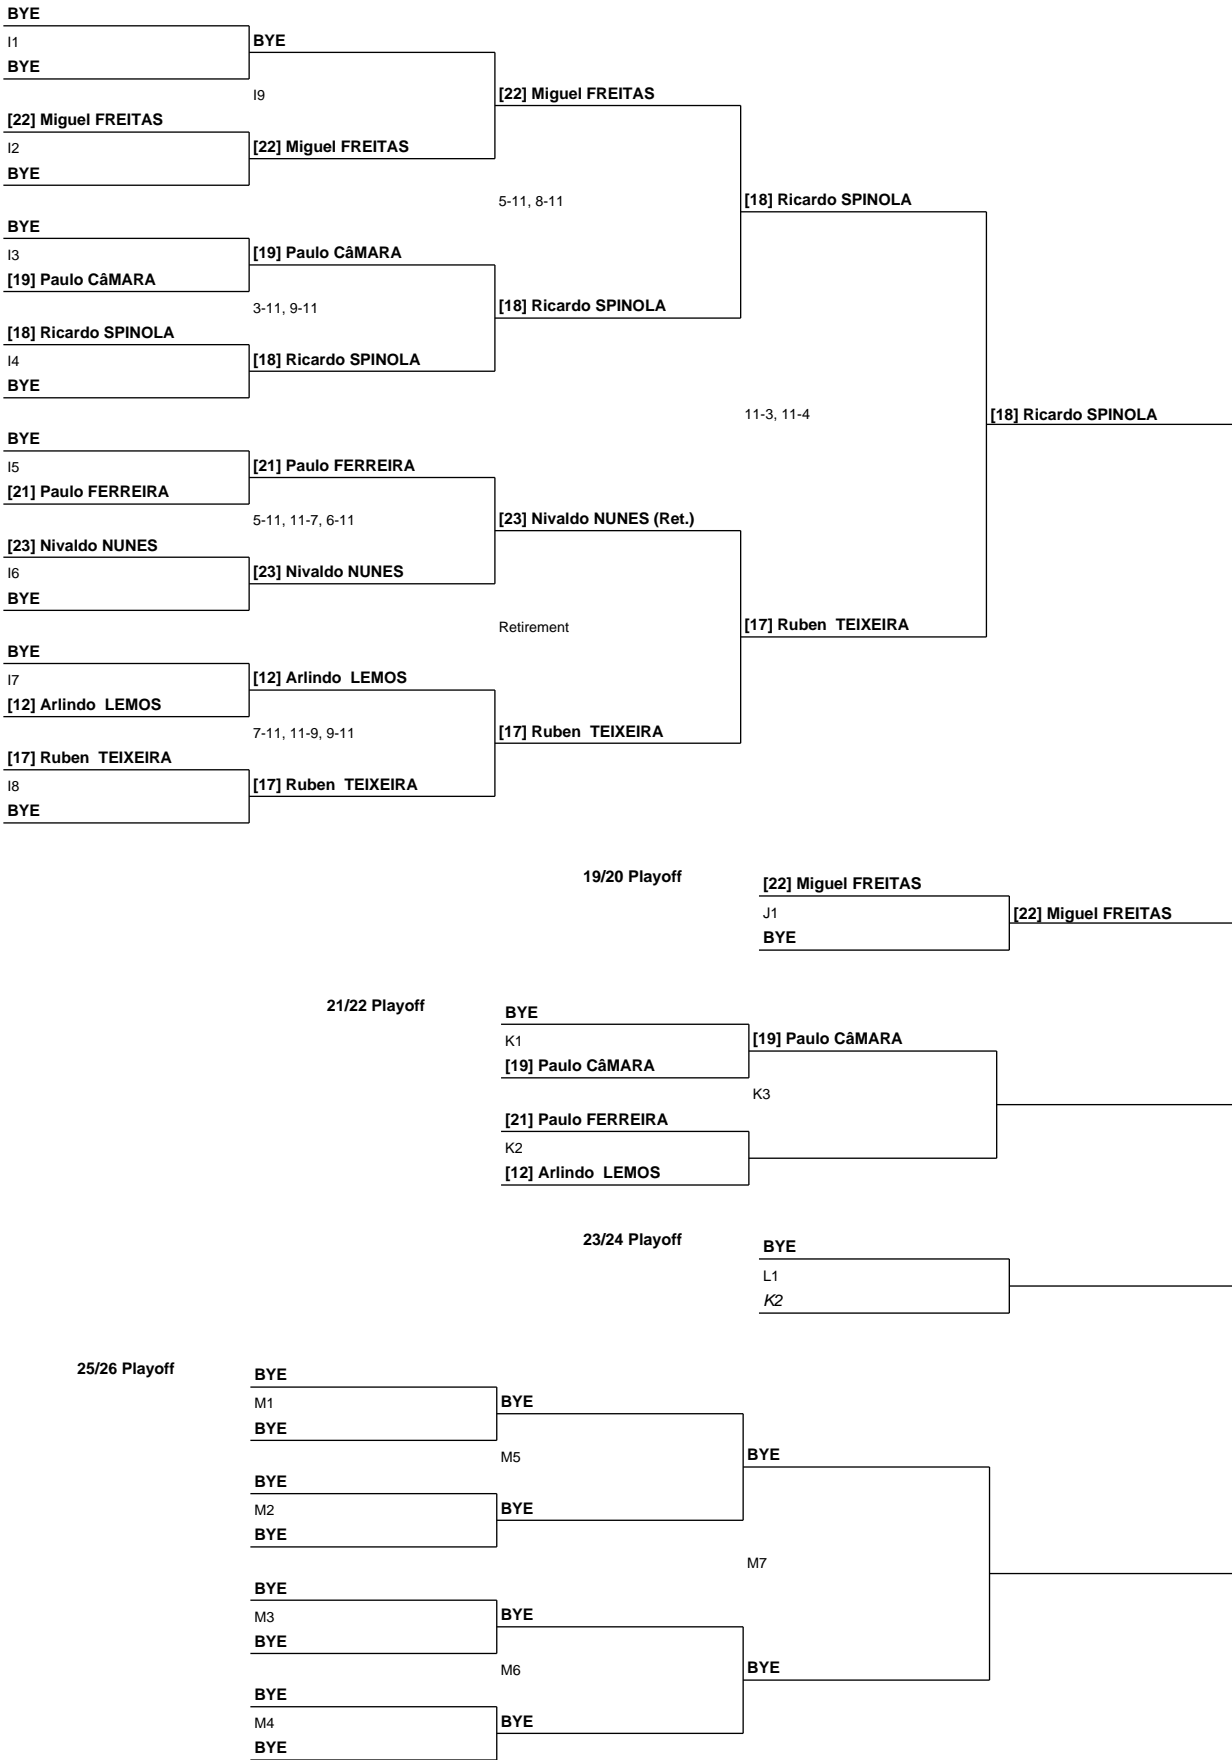 BYE
I1
BYE
BYE
I9
[22] Miguel FREITAS
[22] Miguel FREITAS
I2
[22] Miguel FREITAS
BYE
5-11, 8-11
[18] Ricardo SPINOLA
BYE
I3
[19] Paulo CâMARA
[19] Paulo CâMARA
3-11, 9-11
[18] Ricardo SPINOLA
[18] Ricardo SPINOLA
I4
[18] Ricardo SPINOLA
BYE
11-3, 11-4
[18] Ricardo SPINOLA
BYE
I5
[21] Paulo FERREIRA
[21] Paulo FERREIRA
5-11, 11-7, 6-11
[23] Nivaldo NUNES (Ret.)
[23] Nivaldo NUNES
I6
[23] Nivaldo NUNES
BYE
Retirement
[17] Ruben TEIXEIRA
BYE
I7
[12] Arlindo LEMOS
[12] Arlindo LEMOS
7-11, 11-9, 9-11
[17] Ruben TEIXEIRA
[17] Ruben TEIXEIRA
I8
[17] Ruben TEIXEIRA
BYE
19/20 Playoff
[22] Miguel FREITAS
J1
[22] Miguel FREITAS
BYE
21/22 Playoff
BYE
K1
[19] Paulo CâMARA
[19] Paulo CâMARA
K3
[21] Paulo FERREIRA
K2
[12] Arlindo LEMOS
23/24 Playoff
BYE
L1
K2
25/26 Playoff
BYE
M1
BYE
BYE
M5
BYE
BYE
M2
BYE
BYE
M7
BYE
M3
BYE
BYE
M6
BYE
BYE
M4
BYE
BYE